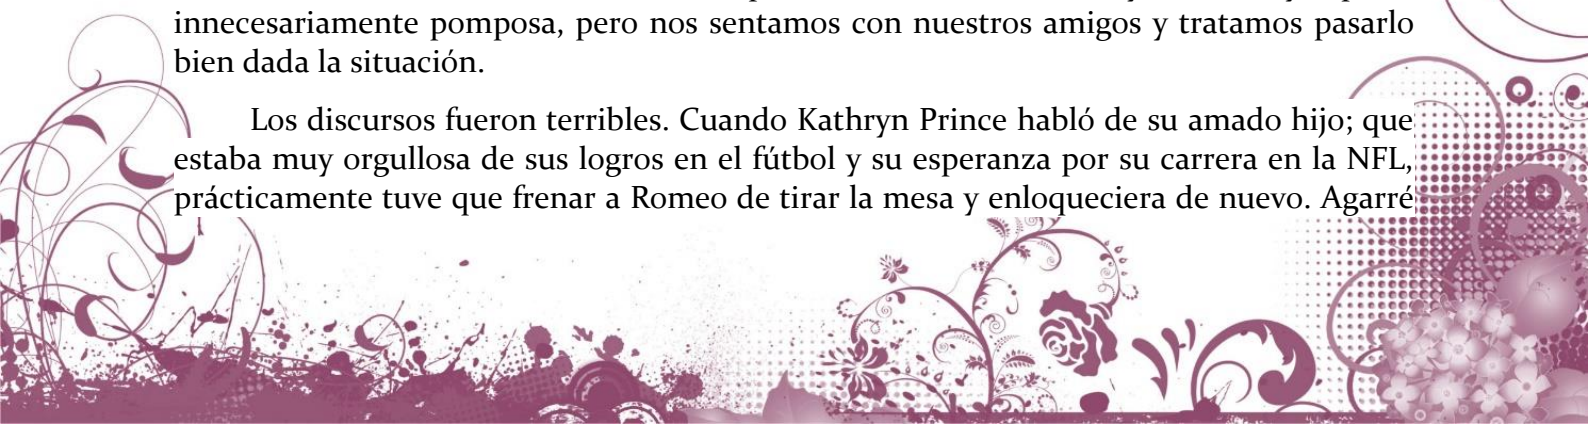 innecesariamente pomposa, pero nos sentamos con nuestros amigos y tratamos pasarlo
bien dada la situación.
Los discursos fueron terribles. Cuando Kathryn Prince habló de su amado hijo; que
estaba muy orgullosa de sus logros en el fútbol y su esperanza por su carrera en la NFL,
prácticamente tuve que frenar a Romeo de tirar la mesa y enloqueciera de nuevo. Agarré